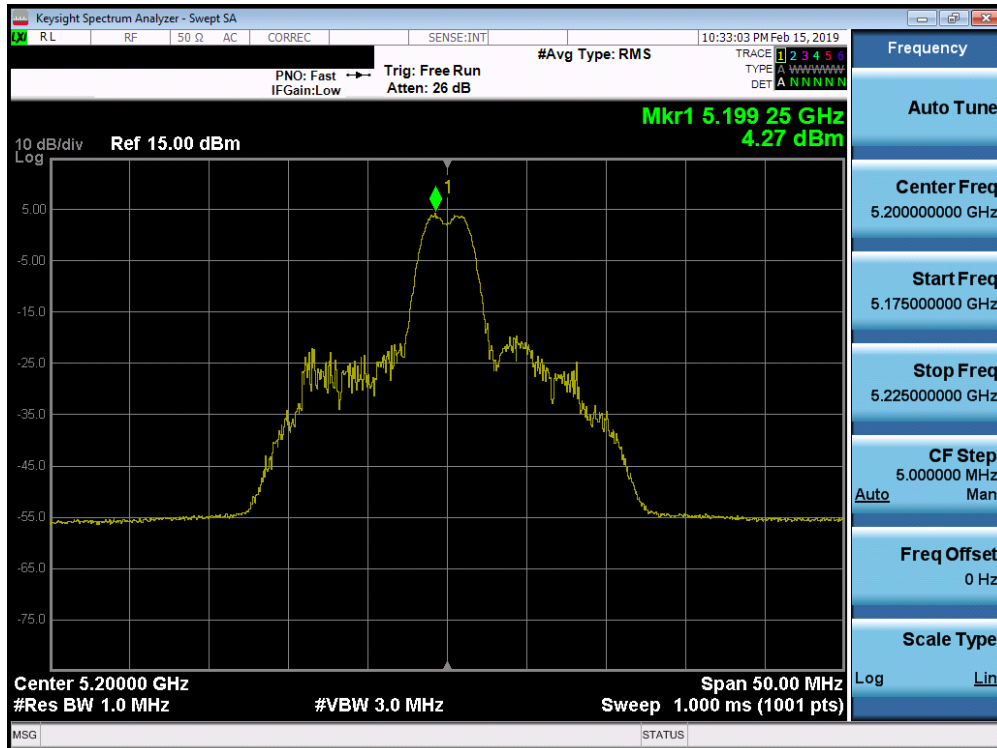 Keysight Spectrum Analyzer - Swept SA
LXI RL RF 50 Ω AC CORREC SENSE:INT 10:33:03 PM Feb 15, 2019
#Avg Type: RMS
TRACE 1 2 3 4 5 6
TYPE A WWWWW
DET A N N N N N
PNO: Fast
IFGain:Low
Trig: Free Run
Atten: 26 dB
Mkr1 5.199 25 GHz
4.27 dBm
10 dB/div
Log
Ref 15.00 dBm
1
5.00
-5.00
-15.0
-25.0
-35.0
-45.0
-55.0
-65.0
-75.0
Center 5.20000 GHz
Span 50.00 MHz
#Res BW 1.0 MHz
#VBW 3.0 MHz
Sweep 1.000 ms (1001 pts)
MSG
STATUS
Frequency
Auto Tune
Center Freq
5.200000000 GHz
Start Freq
5.175000000 GHz
Stop Freq
5.225000000 GHz
CF Step
5.000000 MHz
Auto Man
Freq Offset
0 Hz
Scale Type
Log Lin